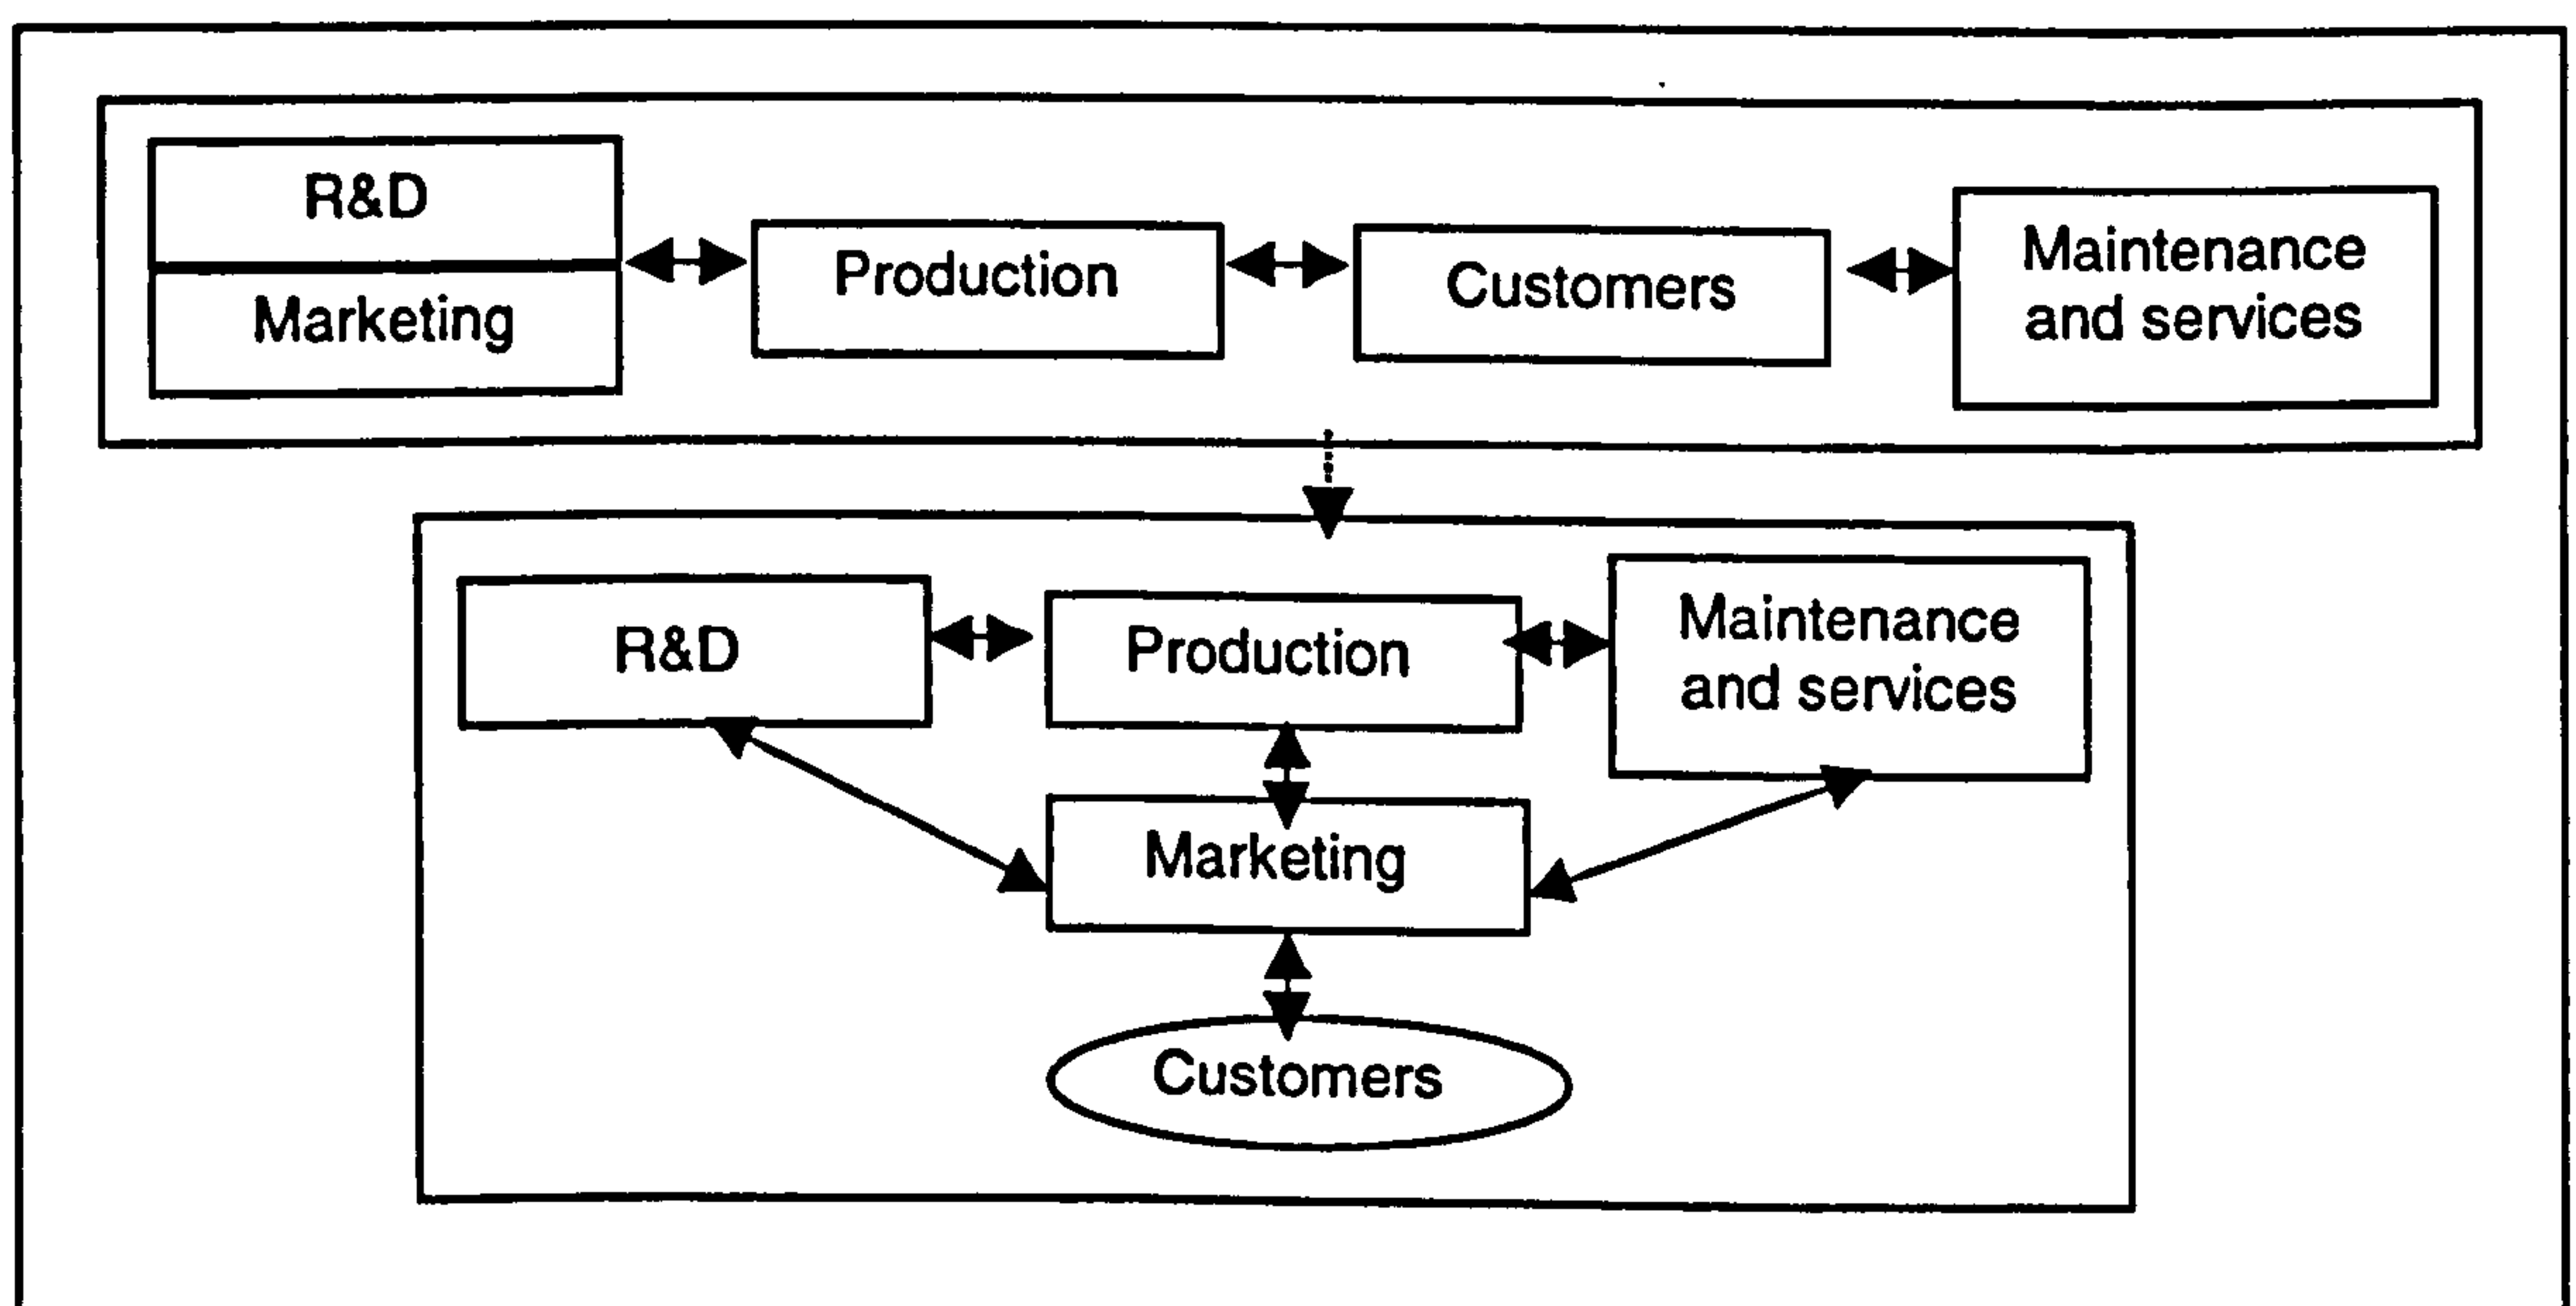 R&D
Marketing
Production
Customers
Maintenance
and services
R&D
Production
Maintenance
and services
Marketing
Customers